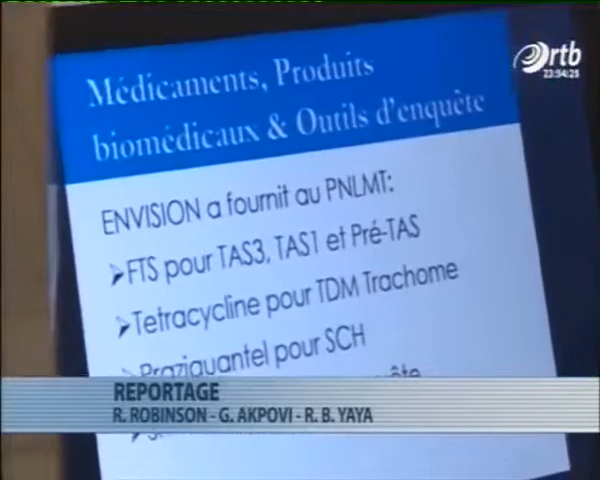 rtb
23:54:25
Médicaments, Produits
biomédicaux & Outils d'enquête
ENVISION a fournit au PNLMT:
➢FTS pour TAS3, TAS1 et Pré-TAS
➢Tetracycline pour TDM Trachome
➢Praziquantel pour SCH
REPORTAGE
R. ROBINSON - G. AKPOVI - R. B. YAYA